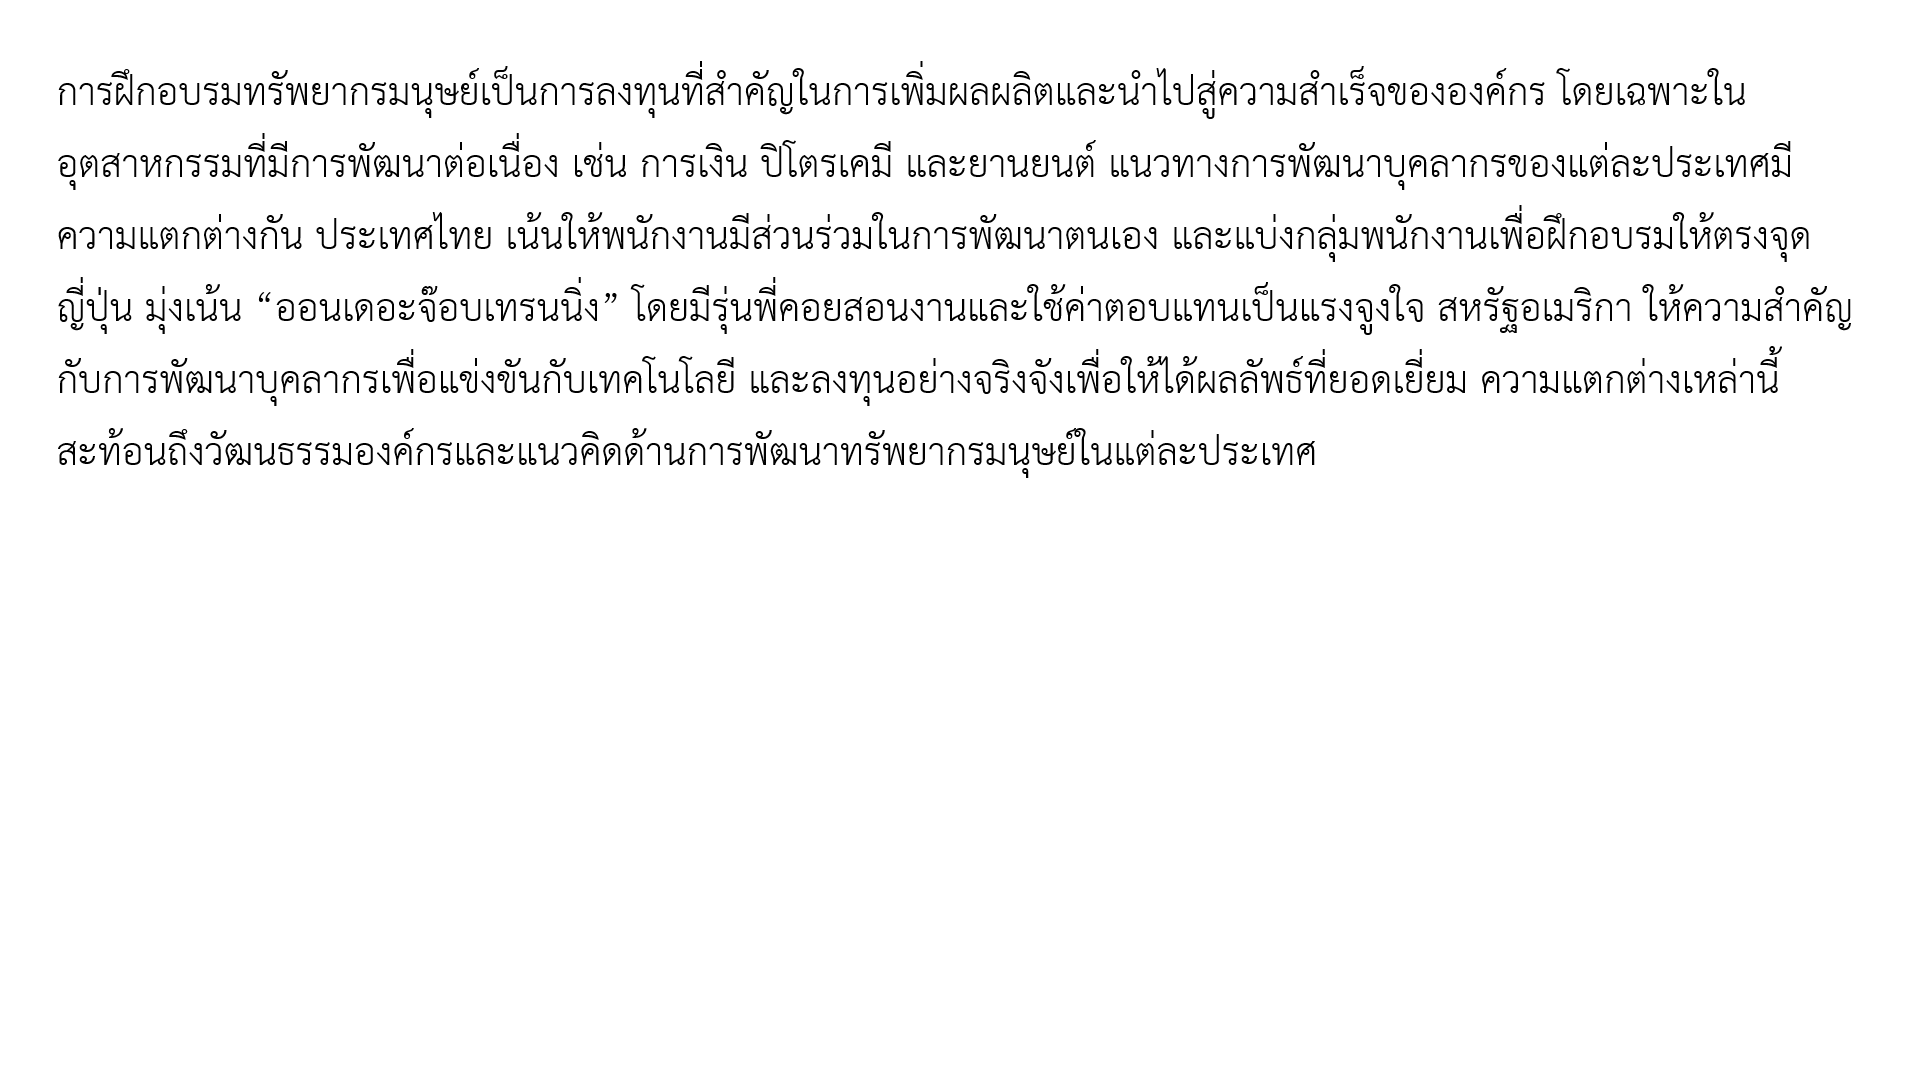 การฝึกอบรมทรัพยากรมนุษย์เป็นการลงทุนที่สำคัญในการเพิ่มผลผลิตและนำไปสู่ความสำเร็จขององค์กร โดยเฉพาะใน
อุตสาหกรรมที่มีการพัฒนาต่อเนื่อง เช่น การเงิน ปิโตรเคมี และยานยนต์ แนวทางการพัฒนาบุคลากรของแต่ละประเทศมี
ความแตกต่างกัน ประเทศไทย เน้นให้พนักงานมีส่วนร่วมในการพัฒนาตนเอง และแบ่งกลุ่มพนักงานเพื่อฝึกอบรมให้ตรงจุด
ญี่ปุ่น มุ่งเน้น “ออนเดอะจ๊อบเทรนนิ่ง” โดยมีรุ่นพี่คอยสอนงานและใช้ค่าตอบแทนเป็นแรงจูงใจ สหรัฐอเมริกา ให้ความสำคัญ
กับการพัฒนาบุคลากรเพื่อแข่งขันกับเทคโนโลยี และลงทุนอย่างจริงจังเพื่อให้ได้ผลลัพธ์ที่ยอดเยี่ยม ความแตกต่างเหล่านี้
สะท้อนถึงวัฒนธรรมองค์กรและแนวคิดด้านการพัฒนาทรัพยากรมนุษย์ในแต่ละประเทศ